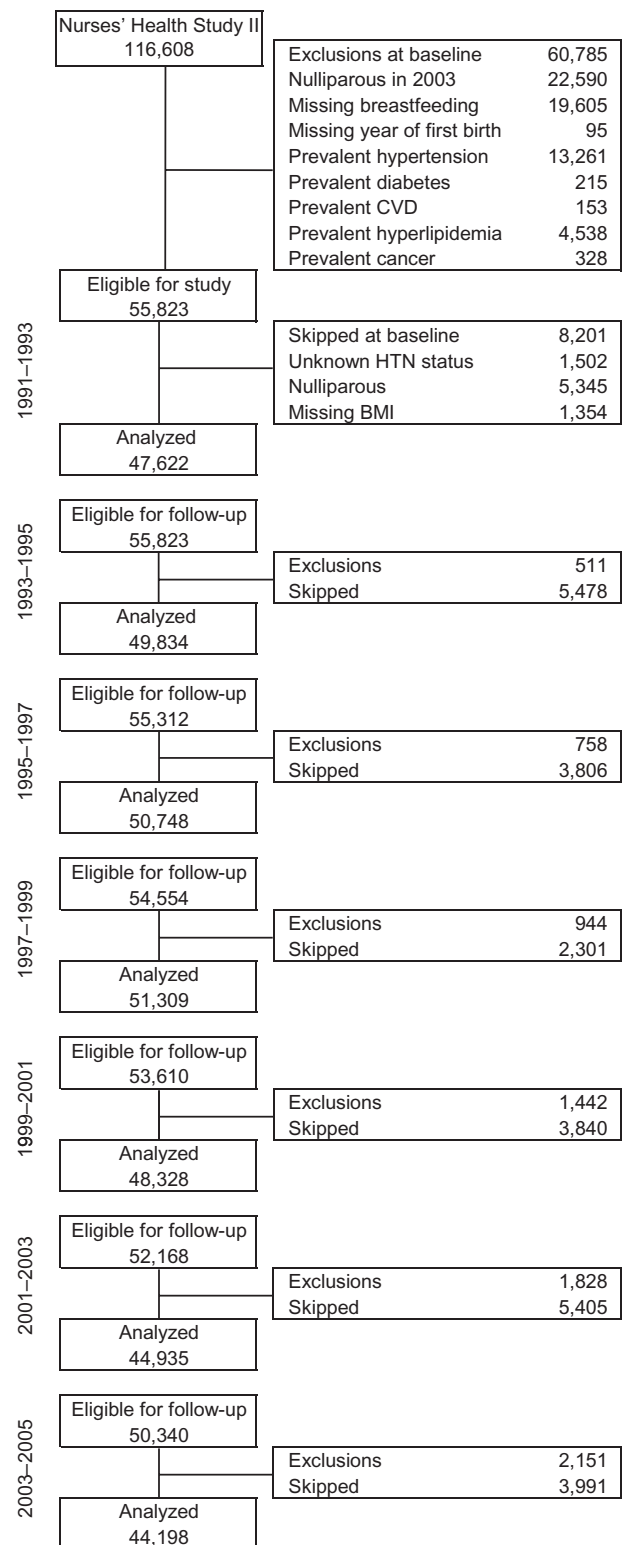 Nurses' Health Study II
116,608
Exclusions at baseline 60,785
Nulliparous in 2003 22,590
Missing breastfeeding 19,605
Missing year of first birth 95
Prevalent hypertension 13,261
Prevalent diabetes 215
Prevalent CVD 153
Prevalent hyperlipidemia 4,538
Prevalent cancer 328
Eligible for study
55,823
1991–1993
Skipped at baseline 8,201
Unknown HTN status 1,502
Nulliparous 5,345
Missing BMI 1,354
Analyzed
47,622
1993–1995
Eligible for follow-up
55,823
Exclusions 511
Skipped 5,478
Analyzed
49,834
1995–1997
Eligible for follow-up
55,312
Exclusions 758
Skipped 3,806
Analyzed
50,748
1997–1999
Eligible for follow-up
54,554
Exclusions 944
Skipped 2,301
Analyzed
51,309
1999–2001
Eligible for follow-up
53,610
Exclusions 1,442
Skipped 3,840
Analyzed
48,328
2001–2003
Eligible for follow-up
52,168
Exclusions 1,828
Skipped 5,405
Analyzed
44,935
2003–2005
Eligible for follow-up
50,340
Exclusions 2,151
Skipped 3,991
Analyzed
44,198